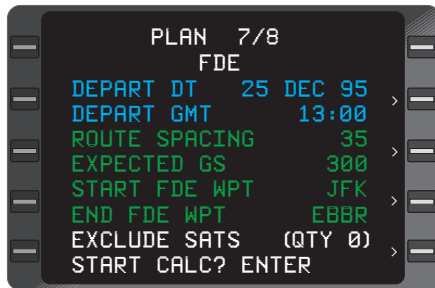 PLAN 7/8
FDE
DEPART DT 25 DEC 95
DEPART GMT 13:00 >
ROUTE SPACING 35
EXPECTED GS 300 >
START FDE WPT JFK
END FDE WPT EBBR >
EXCLUDE SATS (QTY 0)
START CALC? ENTER >